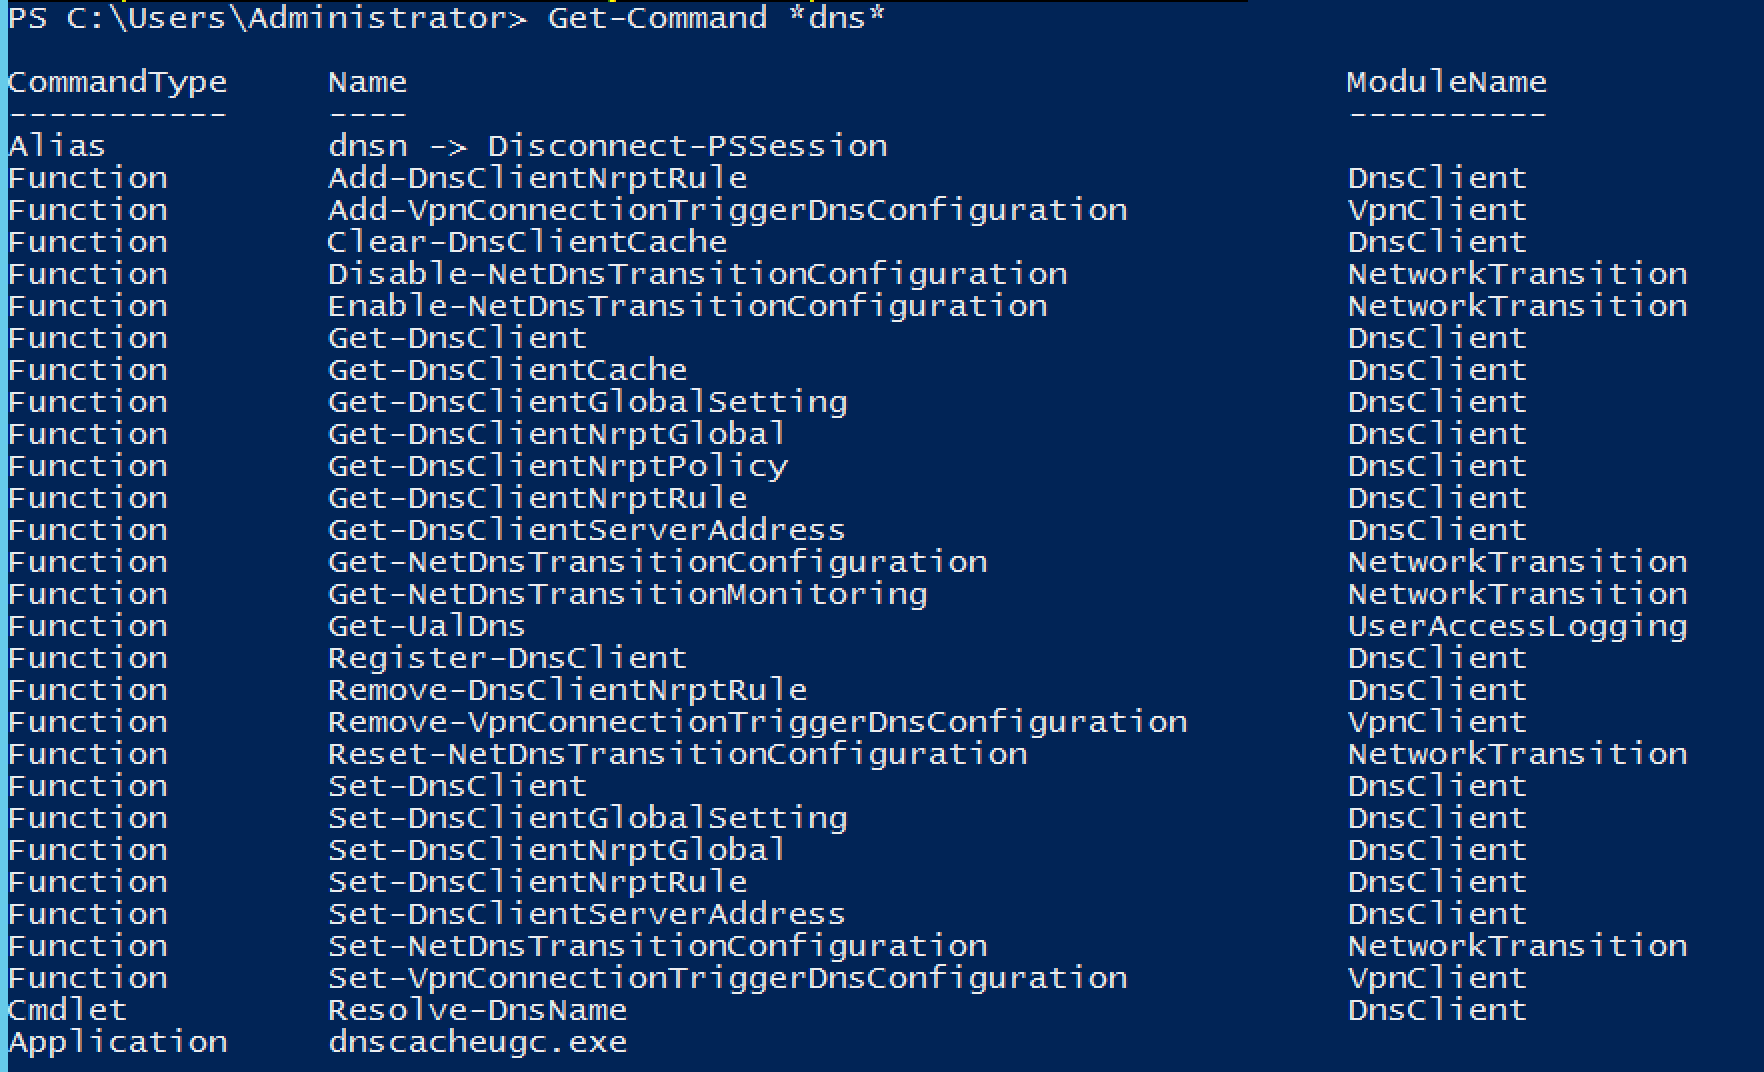 PS C:\Users\Administrator> Get-Command *dns*
CommandType Name ModuleName
----------- ---- ----------
Alias dnsn -> Disconnect-PSSession
Function Add-DnsClientNrptRule DnsClient
Function Add-VpnConnectionTriggerDnsConfiguration VpnClient
Function Clear-DnsClientCache DnsClient
Function Disable-NetDnsTransitionConfiguration NetworkTransition
Function Enable-NetDnsTransitionConfiguration NetworkTransition
Function Get-DnsClient DnsClient
Function Get-DnsClientCache DnsClient
Function Get-DnsClientGlobalSetting DnsClient
Function Get-DnsClientNrptGlobal DnsClient
Function Get-DnsClientNrptPolicy DnsClient
Function Get-DnsClientNrptRule DnsClient
Function Get-DnsClientServerAddress DnsClient
Function Get-NetDnsTransitionConfiguration NetworkTransition
Function Get-NetDnsTransitionMonitoring NetworkTransition
Function Get-UalDns UserAccessLogging
Function Register-DnsClient DnsClient
Function Remove-DnsClientNrptRule DnsClient
Function Remove-VpnConnectionTriggerDnsConfiguration VpnClient
Function Reset-NetDnsTransitionConfiguration NetworkTransition
Function Set-DnsClient DnsClient
Function Set-DnsClientGlobalSetting DnsClient
Function Set-DnsClientNrptGlobal DnsClient
Function Set-DnsClientNrptRule DnsClient
Function Set-DnsClientServerAddress DnsClient
Function Set-NetDnsTransitionConfiguration NetworkTransition
Function Set-VpnConnectionTriggerDnsConfiguration VpnClient
Cmdlet Resolve-DnsName DnsClient
Application dnscacheugc.exe